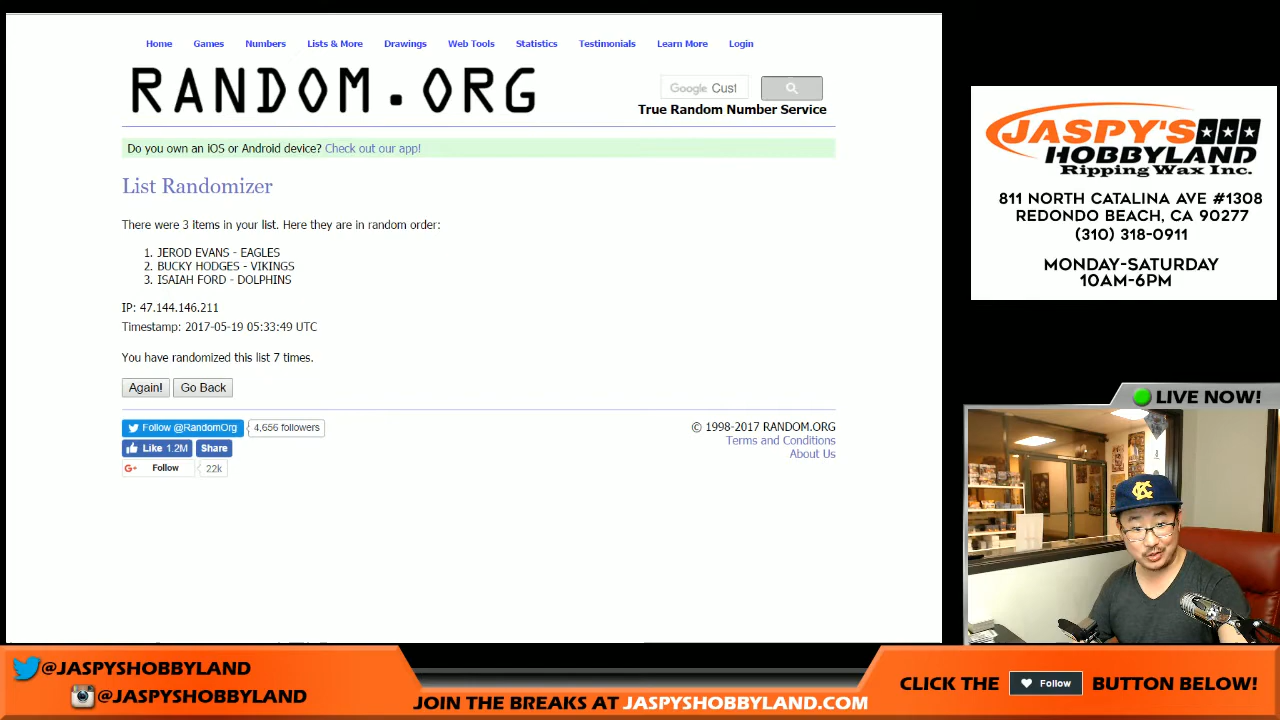 Home Games Numbers Lists & More Drawings Web Tools Statistics Testimonials Learn More Login
RANDOM.ORG
Google Cust
True Random Number Service
Do you own an iOS or Android device? Check out our app!
List Randomizer
There were 3 items in your list. Here they are in random order:
1. JEROD EVANS - EAGLES
2. BUCKY HODGES - VIKINGS
3. ISAIAH FORD - DOLPHINS
IP: 47.144.146.211
Timestamp: 2017-05-19 05:33:49 UTC
You have randomized this list 7 times.
Again! Go Back
Follow @RandomOrg 4,656 followers
Like 1.2M Share
G+ Follow 22k
© 1998-2017 RANDOM.ORG
Terms and Conditions
About Us
JASPY'S
HOBBYLAND
Ripping Wax Inc.
811 NORTH CATALINA AVE #1308
REDONDO BEACH, CA 90277
(310) 318-0911
MONDAY-SATURDAY
10AM-6PM
LIVE NOW!
KC
@JASPYSHOBBYLAND
@JASPYSHOBBYLAND
JOIN THE BREAKS AT JASPYSHOBBYLAND.COM
CLICK THE Follow BUTTON BELOW!